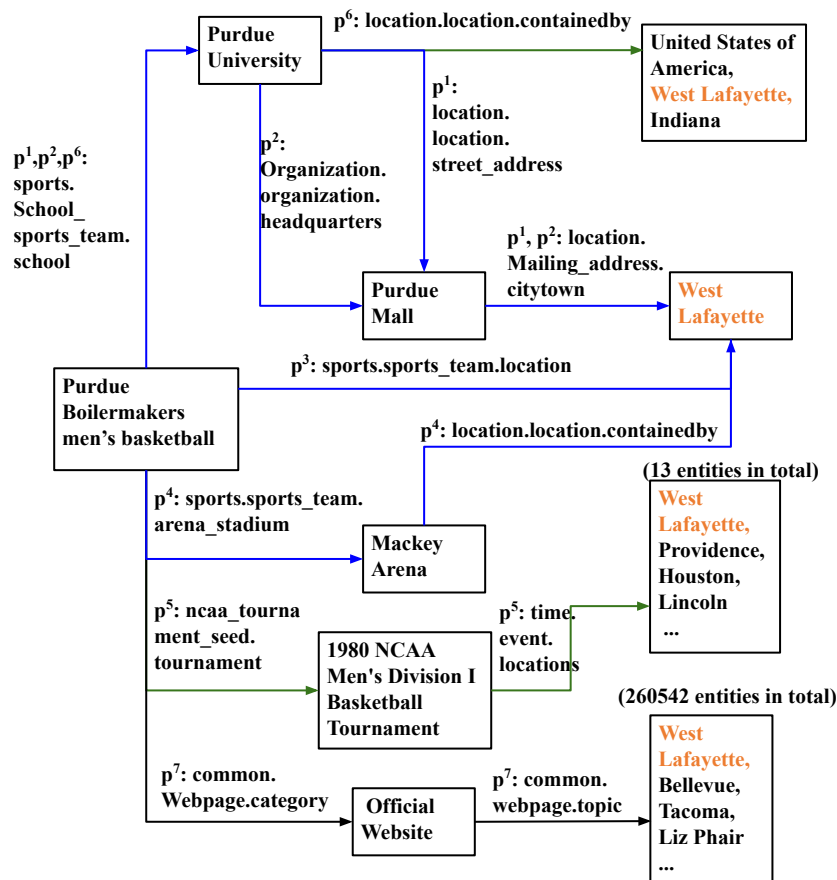 p⁶: location.location.containedby
Purdue
University
United States of
America,
West Lafayette,
Indiana
p¹:
location.
location.
street_address
p²:
Organization.
organization.
headquarters
p¹,p²,p⁶:
sports.
School_
sports_team.
school
p¹, p²: location.
Mailing_address.
citytown
Purdue
Mall
West
Lafayette
p³: sports.sports_team.location
Purdue
Boilermakers
men's basketball
p⁴: location.location.containedby
(13 entities in total)
p⁴: sports.sports_team.
arena_stadium
West
Lafayette,
Providence,
Houston,
Lincoln
...
Mackey
Arena
p⁵: ncaa_tourna
ment_seed.
tournament
p⁵: time.
event.
locations
1980 NCAA
Men's Division I
Basketball
Tournament
(260542 entities in total)
West
Lafayette,
Bellevue,
Tacoma,
Liz Phair
...
p⁷: common.
Webpage.category
p⁷: common.
webpage.topic
Official
Website